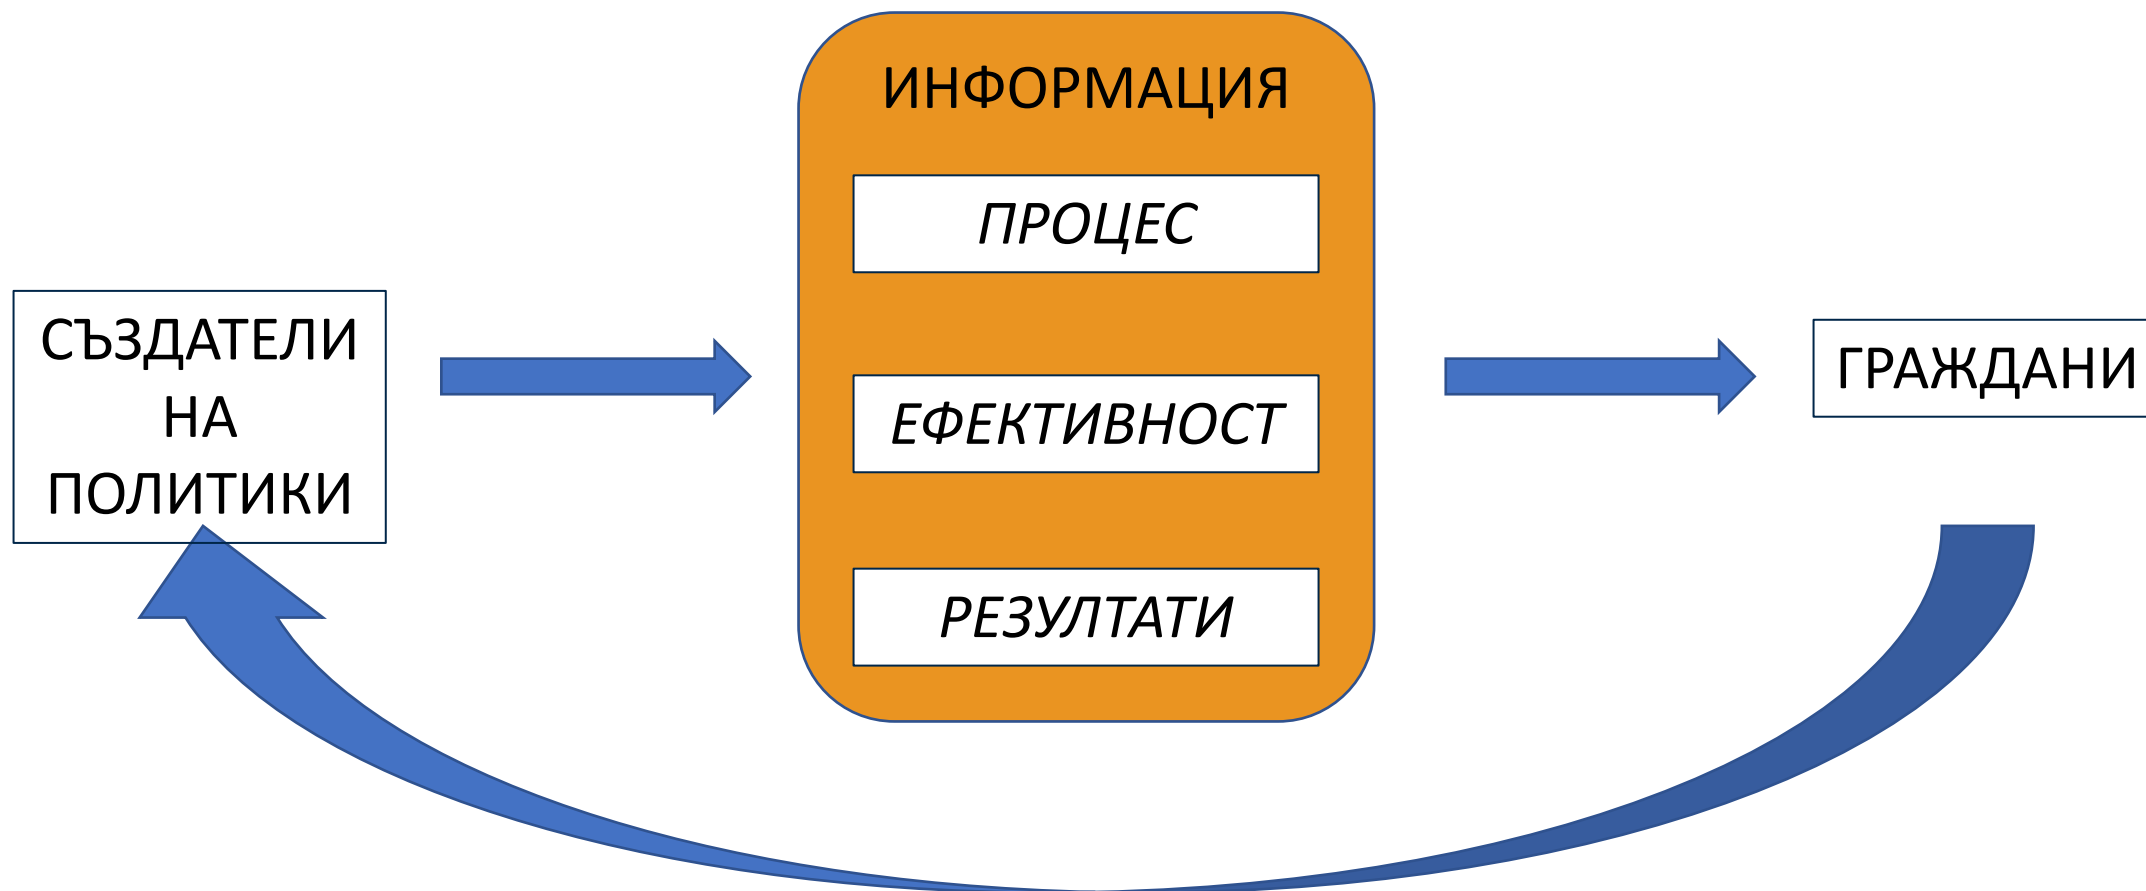 ИНФОРМАЦИЯ
ПРОЦЕС
СЪЗДАТЕЛИ
НА
ПОЛИТИКИ
ЕФЕКТИВНОСТ
ГРАЖДАНИ
РЕЗУЛТАТИ